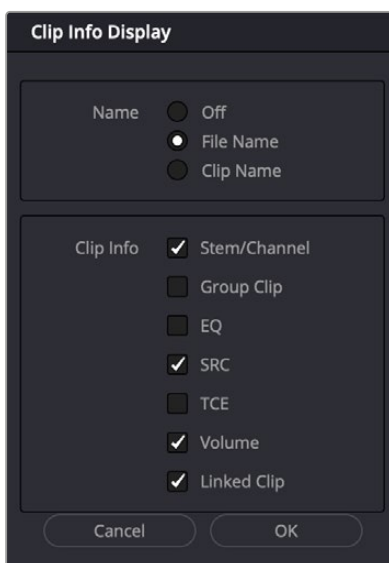 Clip Info Display
Name Off
File Name
Clip Name
Clip Info Stem/Channel
Group Clip
EQ
SRC
TCE
Volume
Linked Clip
Cancel OK